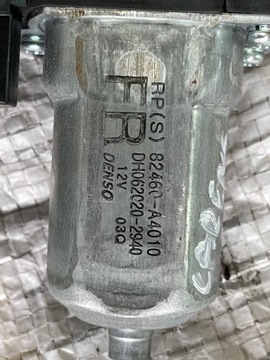 RP(S) 82460-A4010
FR DH062020-2940
12V
DENSO 03Q